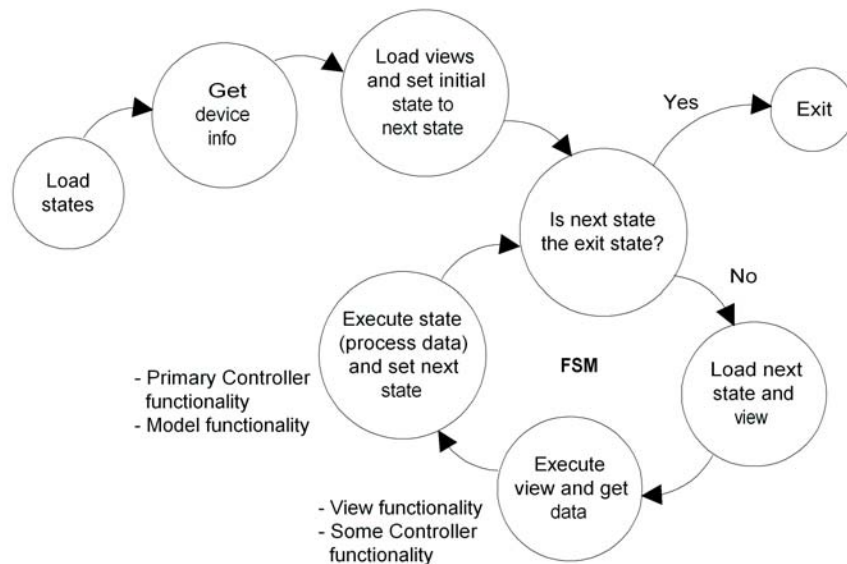 Load
states
Get
device
info
Load views
and set initial
state to
next state
Is next state
the exit state?
Yes
Exit
No
Load next
state and
view
Execute
view and get
data
- View functionality
- Some Controller
functionality
Execute state
(process data)
and set next
state
- Primary Controller
functionality
- Model functionality
FSM